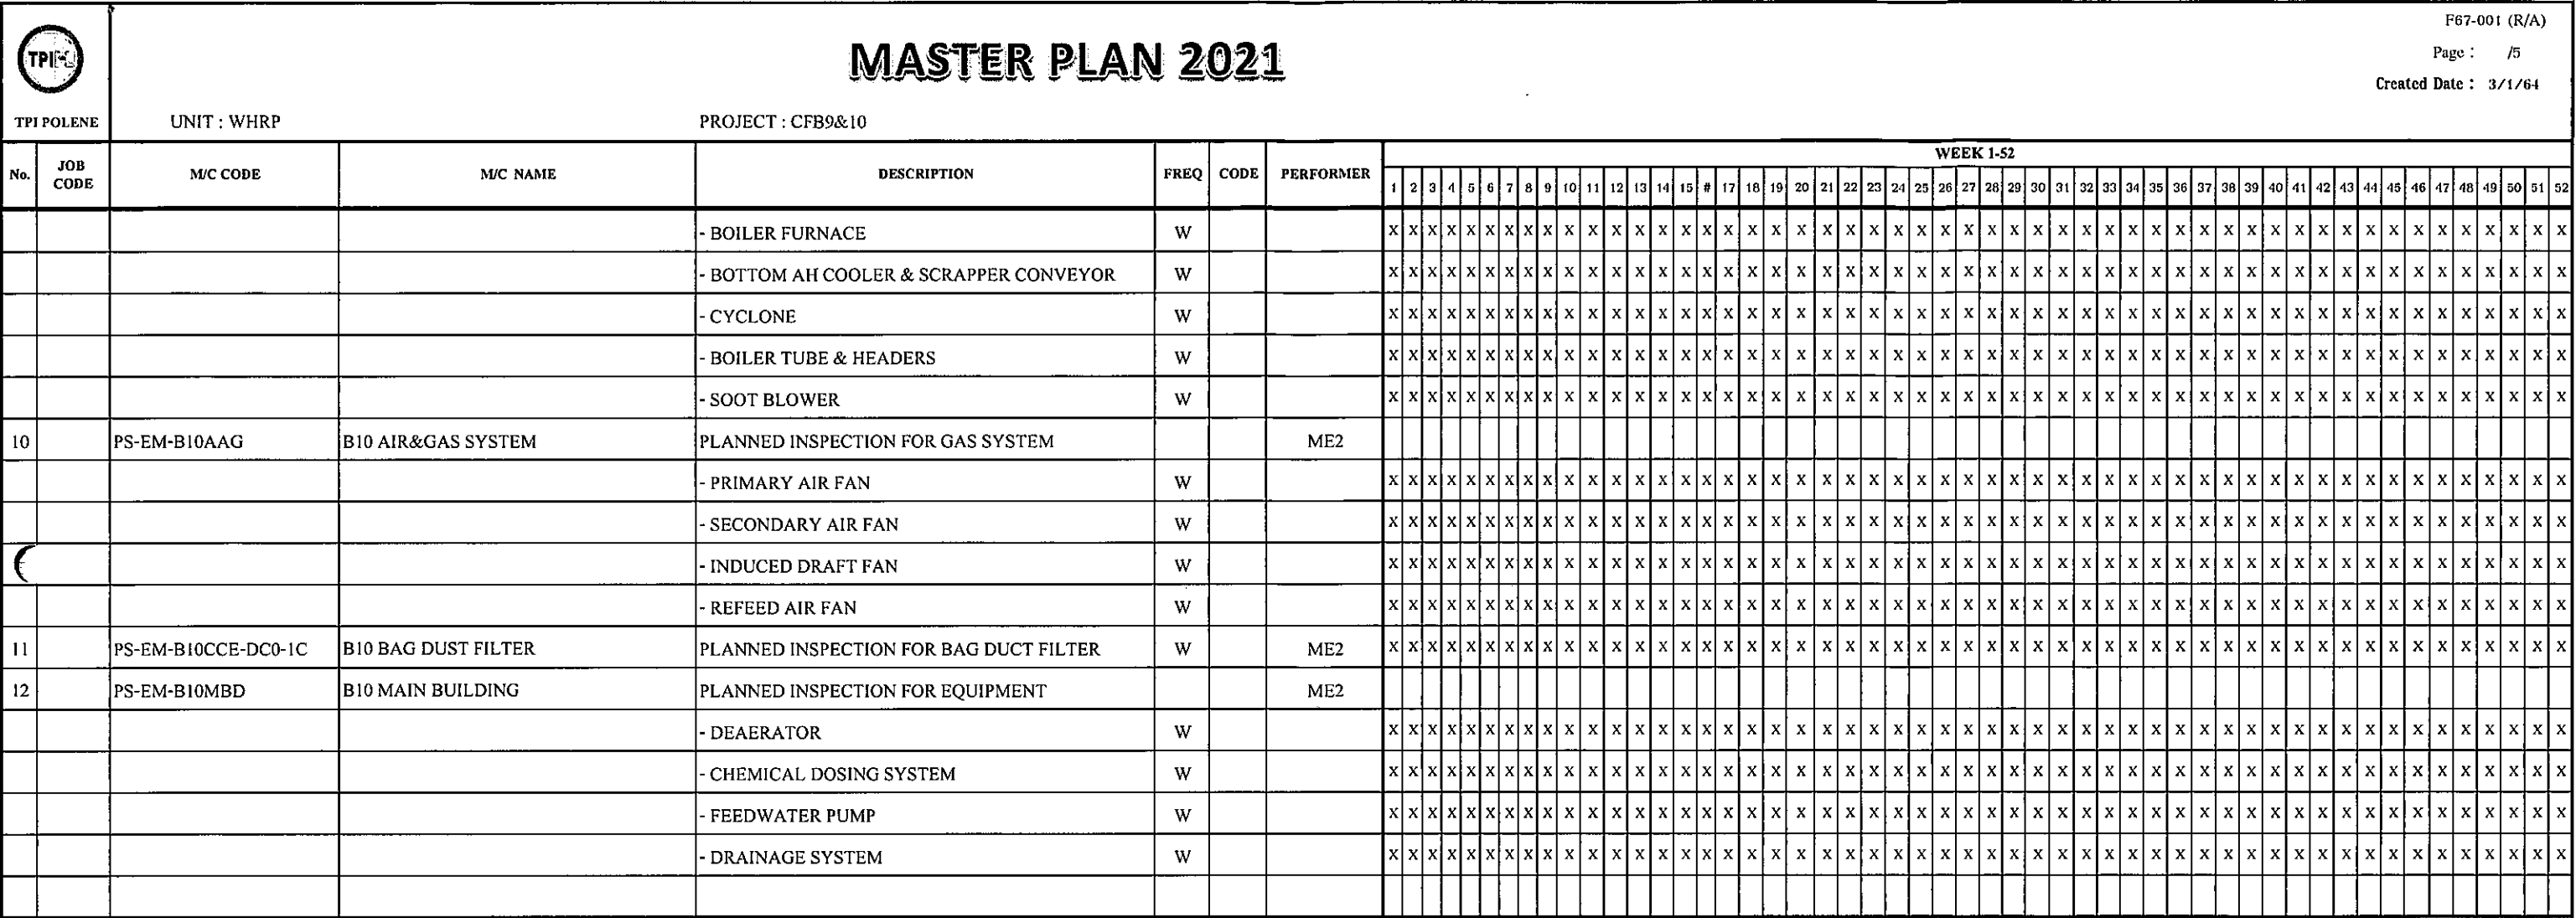 F67-001 (R/A)
TPI
MASTER PLAN 2021
Page : /5
Created Date : 3/1/64
TPI POLENE UNIT : WHRP PROJECT : CFB9&10
No. JOB CODE M/C CODE M/C NAME DESCRIPTION FREQ CODE PERFORMER WEEK 1-52
1 2 3 4 5 6 7 8 9 10 11 12 13 14 15 # 17 18 19 20 21 22 23 24 25 26 27 28 29 30 31 32 33 34 35 36 37 38 39 40 41 42 43 44 45 46 47 48 49 50 51 52
- BOILER FURNACE W X X X X X X X X X X X X X X X X X X X X X X X X X X X X X X X X X X X X X X X X X X X X X X X X X X X X
- BOTTOM AH COOLER & SCRAPPER CONVEYOR W X X X X X X X X X X X X X X X X X X X X X X X X X X X X X X X X X X X X X X X X X X X X X X X X X X X X
- CYCLONE W X X X X X X X X X X X X X X X X X X X X X X X X X X X X X X X X X X X X X X X X X X X X X X X X X X X X
- BOILER TUBE & HEADERS W X X X X X X X X X X X X X X X X X X X X X X X X X X X X X X X X X X X X X X X X X X X X X X X X X X X X
- SOOT BLOWER W X X X X X X X X X X X X X X X X X X X X X X X X X X X X X X X X X X X X X X X X X X X X X X X X X X X X
10 PS-EM-B10AAG B10 AIR&GAS SYSTEM PLANNED INSPECTION FOR GAS SYSTEM ME2
- PRIMARY AIR FAN W X X X X X X X X X X X X X X X X X X X X X X X X X X X X X X X X X X X X X X X X X X X X X X X X X X X X
- SECONDARY AIR FAN W X X X X X X X X X X X X X X X X X X X X X X X X X X X X X X X X X X X X X X X X X X X X X X X X X X X X
- INDUCED DRAFT FAN W X X X X X X X X X X X X X X X X X X X X X X X X X X X X X X X X X X X X X X X X X X X X X X X X X X X X
- REFEED AIR FAN W X X X X X X X X X X X X X X X X X X X X X X X X X X X X X X X X X X X X X X X X X X X X X X X X X X X X
11 PS-EM-B10CCE-DC0-1C B10 BAG DUST FILTER PLANNED INSPECTION FOR BAG DUCT FILTER W ME2 X X X X X X X X X X X X X X X X X X X X X X X X X X X X X X X X X X X X X X X X X X X X X X X X X X X X
12 PS-EM-B10MBD B10 MAIN BUILDING PLANNED INSPECTION FOR EQUIPMENT ME2
- DEAERATOR W X X X X X X X X X X X X X X X X X X X X X X X X X X X X X X X X X X X X X X X X X X X X X X X X X X X X
- CHEMICAL DOSING SYSTEM W X X X X X X X X X X X X X X X X X X X X X X X X X X X X X X X X X X X X X X X X X X X X X X X X X X X X
- FEEDWATER PUMP W X X X X X X X X X X X X X X X X X X X X X X X X X X X X X X X X X X X X X X X X X X X X X X X X X X X X
- DRAINAGE SYSTEM W X X X X X X X X X X X X X X X X X X X X X X X X X X X X X X X X X X X X X X X X X X X X X X X X X X X X